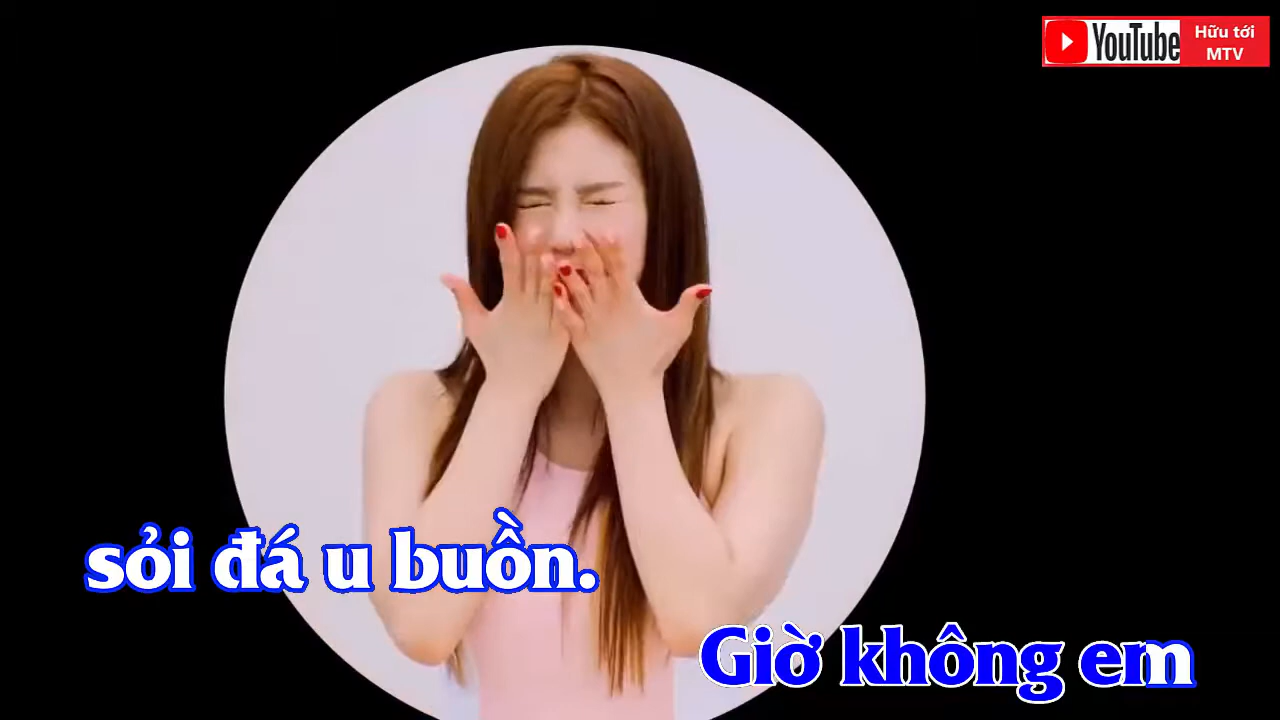 YouTube
Hữu tới
MTV
sỏi đá u buồn.
Giờ không em